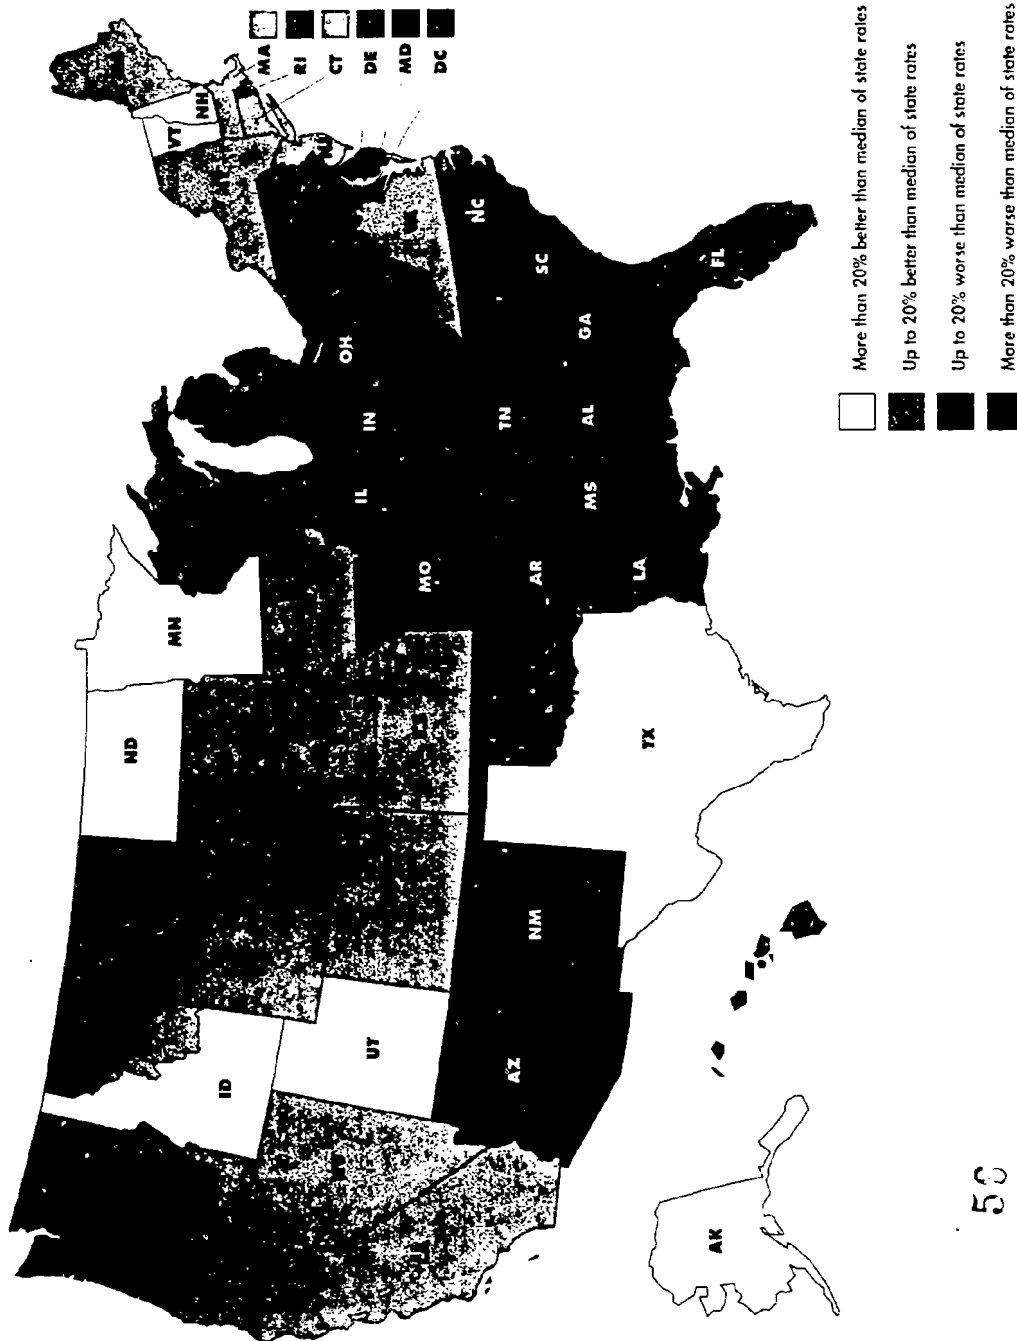 MA
RI
CT
DE
MD
DC
VT
NH
NJ
NC
SC
GA
FL
OH
IN
IL
TN
AL
MS
MO
AR
LA
MN
ND
TX
NM
UT
ID
AZ
AK
More than 20% better than median of state rates
Up to 20% better than median of state rates
Up to 20% worse than median of state rates
More than 20% worse than median of state rates